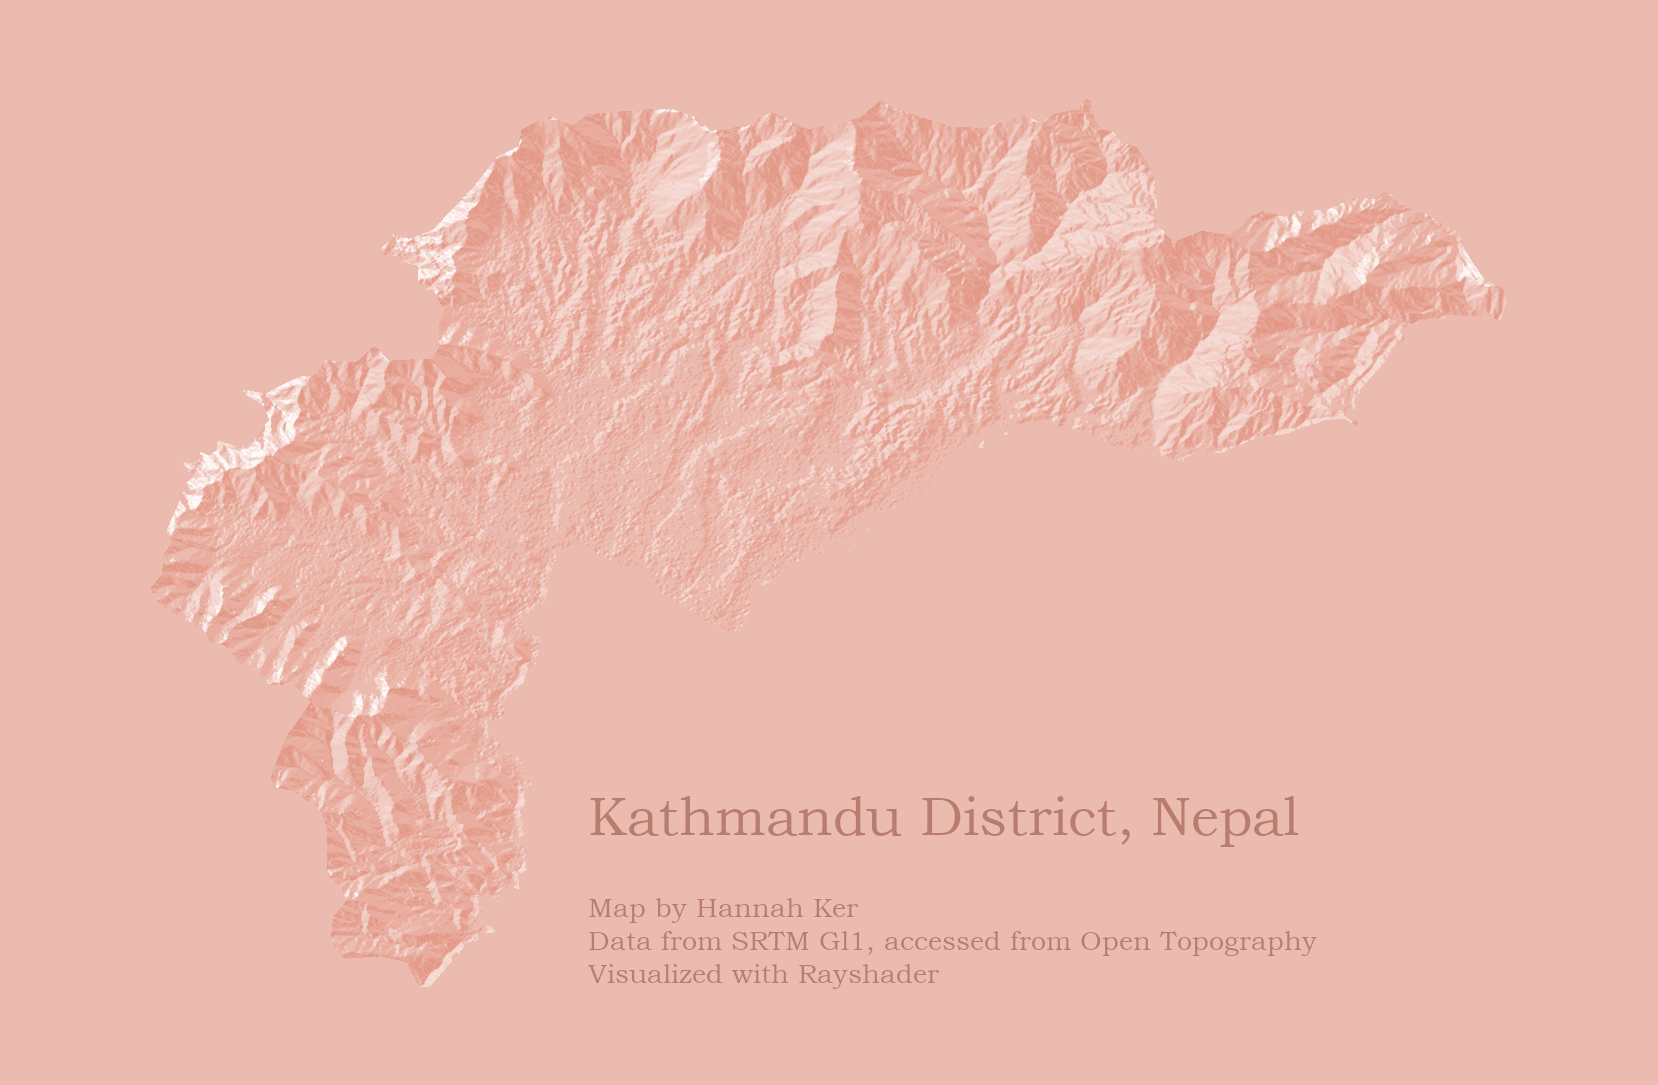 Kathmandu District, Nepal
Map by Hannah Ker
Data from SRTM Gl1, accessed from Open Topography
Visualized with Rayshader